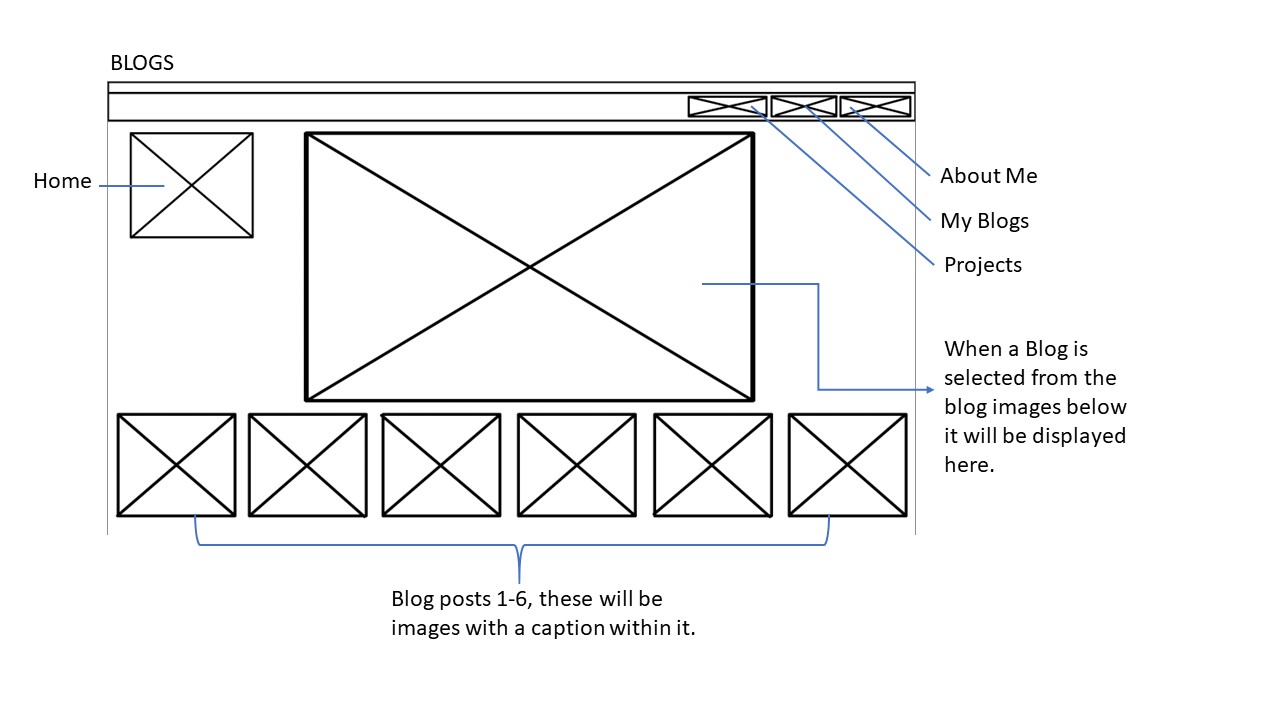 BLOGS
Home
About Me
My Blogs
Projects
When a Blog is
selected from the
blog images below
it will be displayed
here.
Blog posts 1-6, these will be
images with a caption within it.